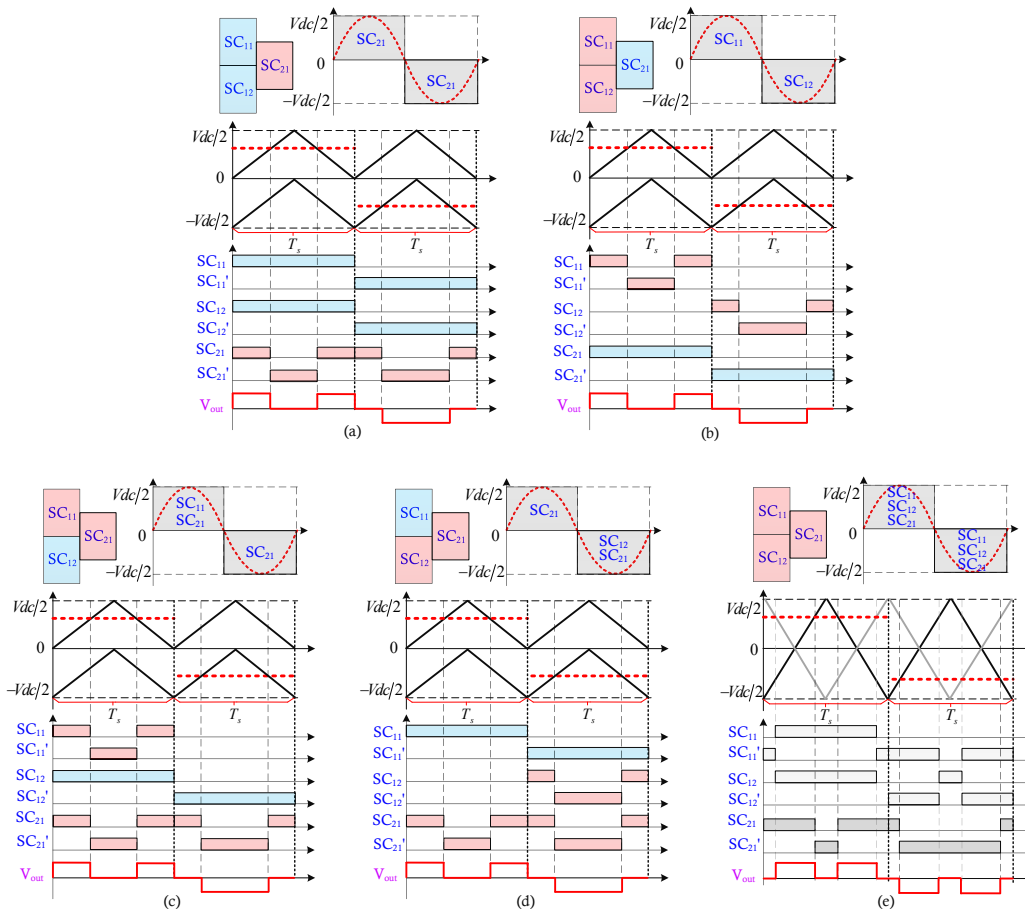 SC₁₁
SC₁₂
SC₂₁
Vdc/2
0
−Vdc/2
SC₂₁
SC₂₁
Vdc/2
0
−Vdc/2
Tₛ
Tₛ
SC₁₁
SC₁₁'
SC₁₂
SC₁₂'
SC₂₁
SC₂₁'
Vout
(a)
SC₁₁
SC₁₂
SC₂₁
Vdc/2
0
−Vdc/2
SC₁₁
SC₁₂
Vdc/2
0
−Vdc/2
Tₛ
Tₛ
SC₁₁
SC₁₁'
SC₁₂
SC₁₂'
SC₂₁
SC₂₁'
Vout
(b)
SC₁₁
SC₁₂
SC₂₁
Vdc/2
0
−Vdc/2
SC₁₁
SC₂₁
SC₂₁
Vdc/2
0
−Vdc/2
Tₛ
Tₛ
SC₁₁
SC₁₁'
SC₁₂
SC₁₂'
SC₂₁
SC₂₁'
Vout
(c)
SC₁₁
SC₁₂
SC₂₁
Vdc/2
0
−Vdc/2
SC₂₁
SC₁₂
SC₂₁
Vdc/2
0
−Vdc/2
Tₛ
Tₛ
SC₁₁
SC₁₁'
SC₁₂
SC₁₂'
SC₂₁
SC₂₁'
Vout
(d)
SC₁₁
SC₁₂
SC₂₁
Vdc/2
0
−Vdc/2
SC₁₁
SC₁₂
SC₂₁
SC₁₁
SC₁₂
SC₂₁
Vdc/2
0
−Vdc/2
Tₛ
Tₛ
SC₁₁
SC₁₁'
SC₁₂
SC₁₂'
SC₂₁
SC₂₁'
Vout
(e)